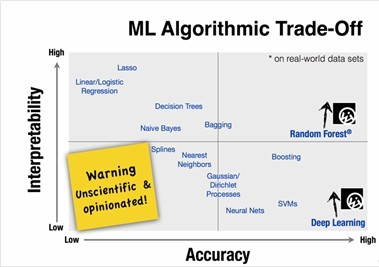 ML Algorithmic Trade-Off
High
* on real-world data sets
Lasso
Linear/Logistic
Regression
Decision Trees
Naive Bayes
Bagging
Random Forest®
Splines
Nearest
Neighbors
Boosting
Gaussian/
Dirichlet
Processes
Neural Nets
SVMs
Deep Learning
Warning
Unscientific &
opinionated!
Interpretability
Low
Low
High
Accuracy